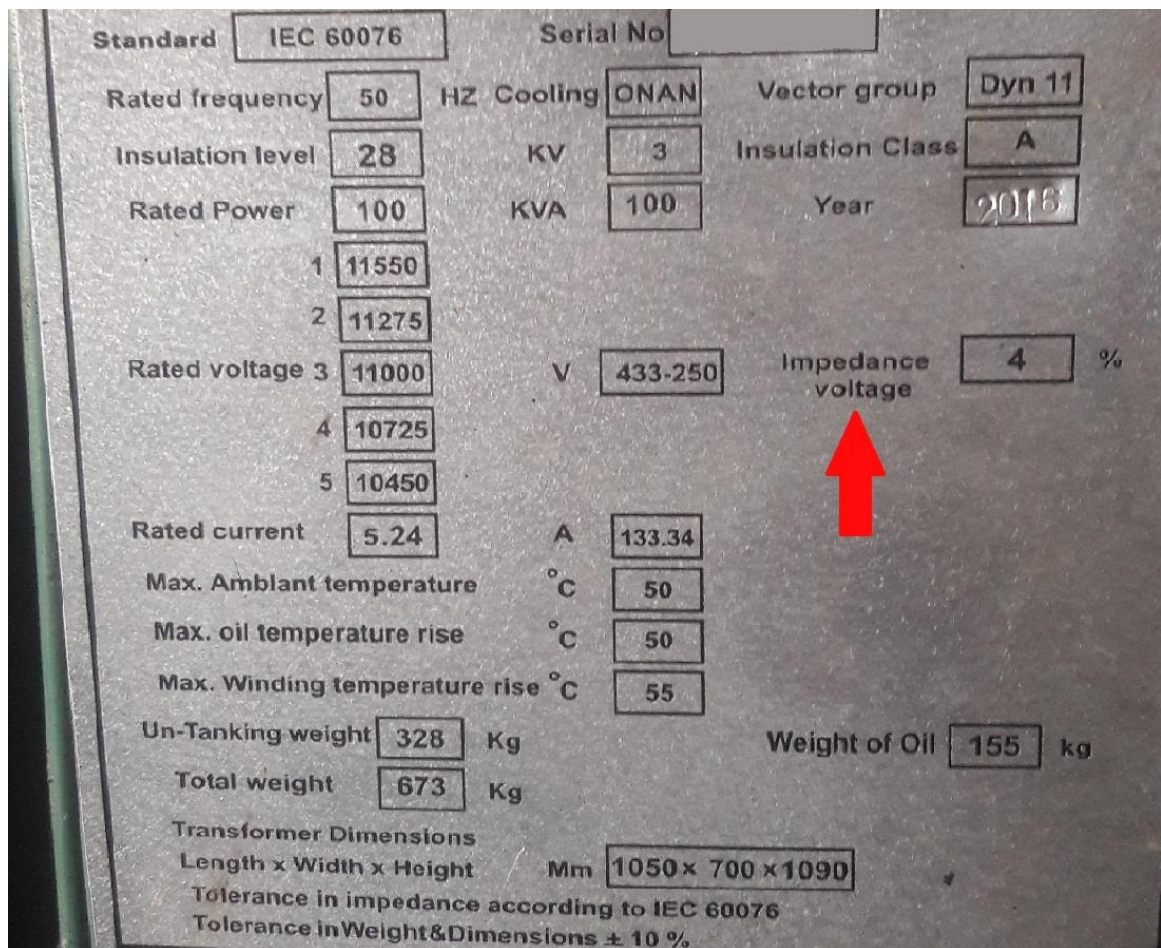 Standard IEC 60076 Serial No
Rated frequency 50 HZ Cooling ONAN Vector group Dyn 11
Insulation level 28 KV 3 Insulation Class A
Rated Power 100 KVA 100 Year 2016
1 11550
2 11275
Rated voltage 3 11000 V 433-250 Impedance voltage 4 %
4 10725
5 10450
Rated current 5.24 A 133.34
Max. Amblant temperature °C 50
Max. oil temperature rise °C 50
Max. Winding temperature rise °C 55
Un-Tanking weight 328 Kg Weight of Oil 155 kg
Total weight 673 Kg
Transformer Dimensions
Length x Width x Height Mm 1050× 700 ×1090
Tolerance in impedance according to IEC 60076
Tolerance in Weight&Dimensions ± 10 %